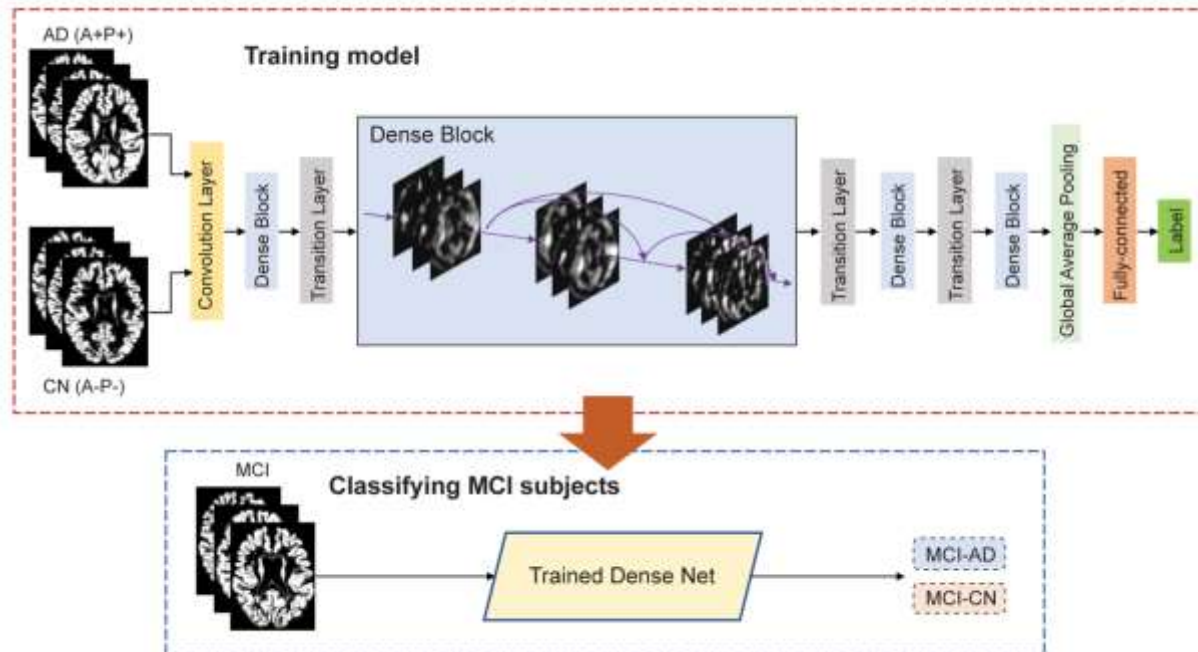 AD (A+P+)
Training model
CN (A-P-)
Convolution Layer
Dense Block
Transition Layer
Dense Block
Transition Layer
Dense Block
Transition Layer
Dense Block
Global Average Pooling
Fully-connected
Label
MCI
Classifying MCI subjects
Trained Dense Net
MCI-AD
MCI-CN